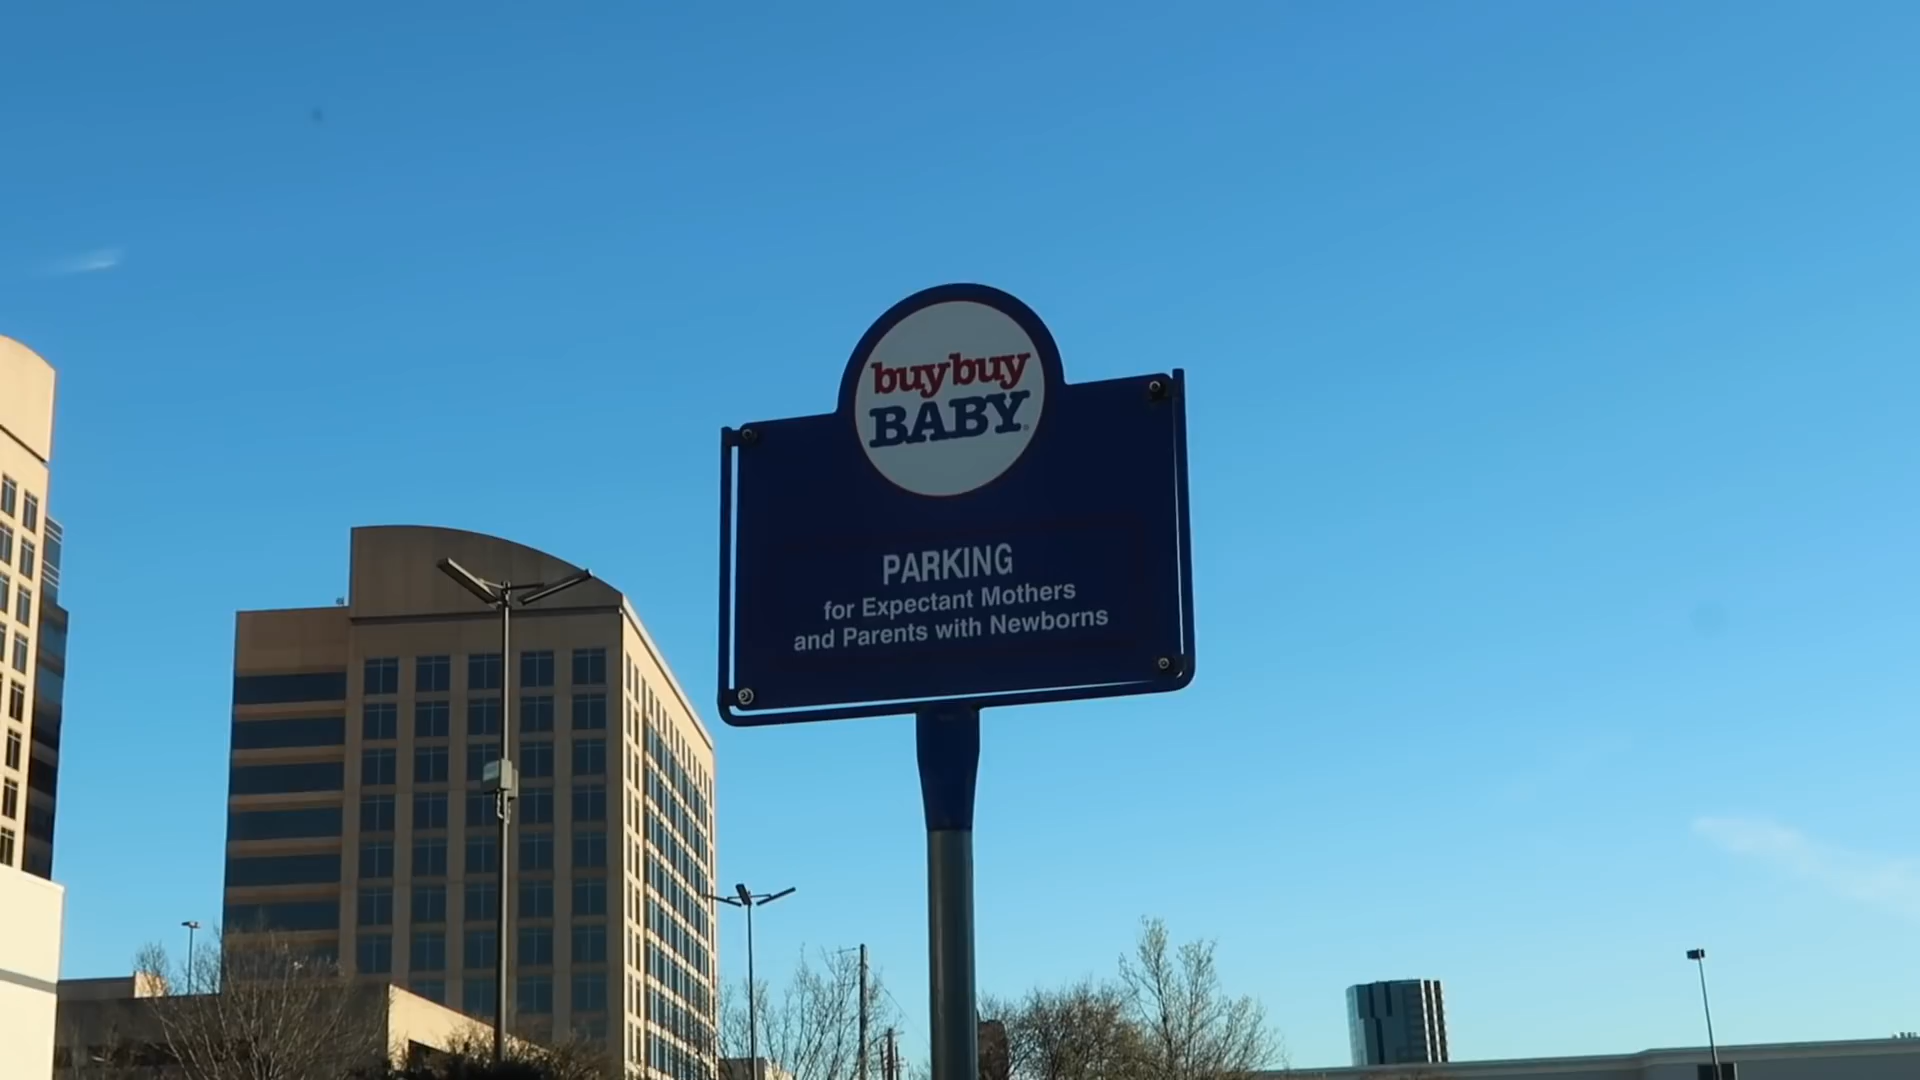 buybuy
BABY
PARKING
for Expectant Mothers
and Parents with Newborns